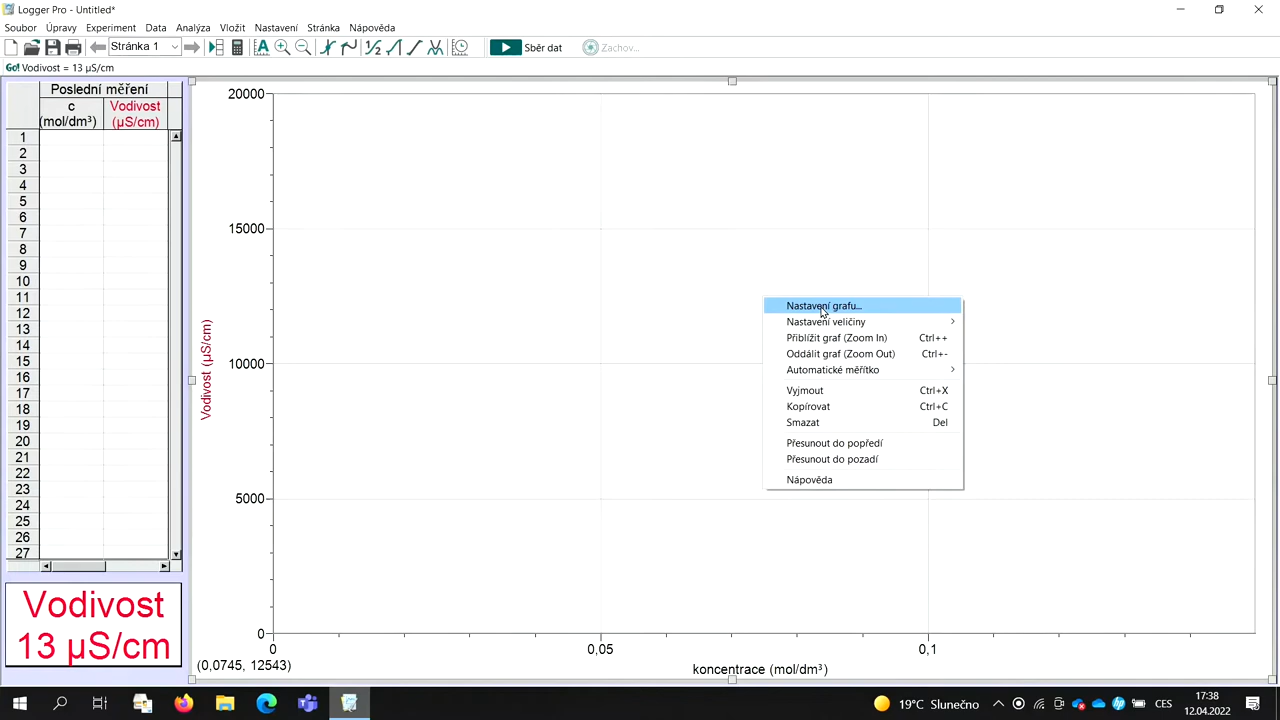 Logger Pro - Untitled*
Soubor Úpravy Experiment Data Analýza Vložit Nastavení Stránka Nápověda
Stránka 1
Sběr dat
Zachov...
Go! Vodivost = 13 µS/cm
Poslední měření
c Vodivost
(mol/dm³) (µS/cm)
1
2
3
4
5
6
7
8
9
10
11
12
13
14
15
16
17
18
19
20
21
22
23
24
25
26
27
Vodivost
13 µS/cm
20000
15000
10000
5000
0
Vodivost (µS/cm)
Nastavení grafu...
Nastavení veličiny
Přiblížit graf (Zoom In) Ctrl++
Oddálit graf (Zoom Out) Ctrl+-
Automatické měřítko
Vyjmout Ctrl+X
Kopírovat Ctrl+C
Smazat Del
Přesunout do popředí
Přesunout do pozadí
Nápověda
0 0,05 0,1
(0,0745, 12543)
koncentrace (mol/dm³)
19°C Slunečno
CES
17:38
12.04.2022